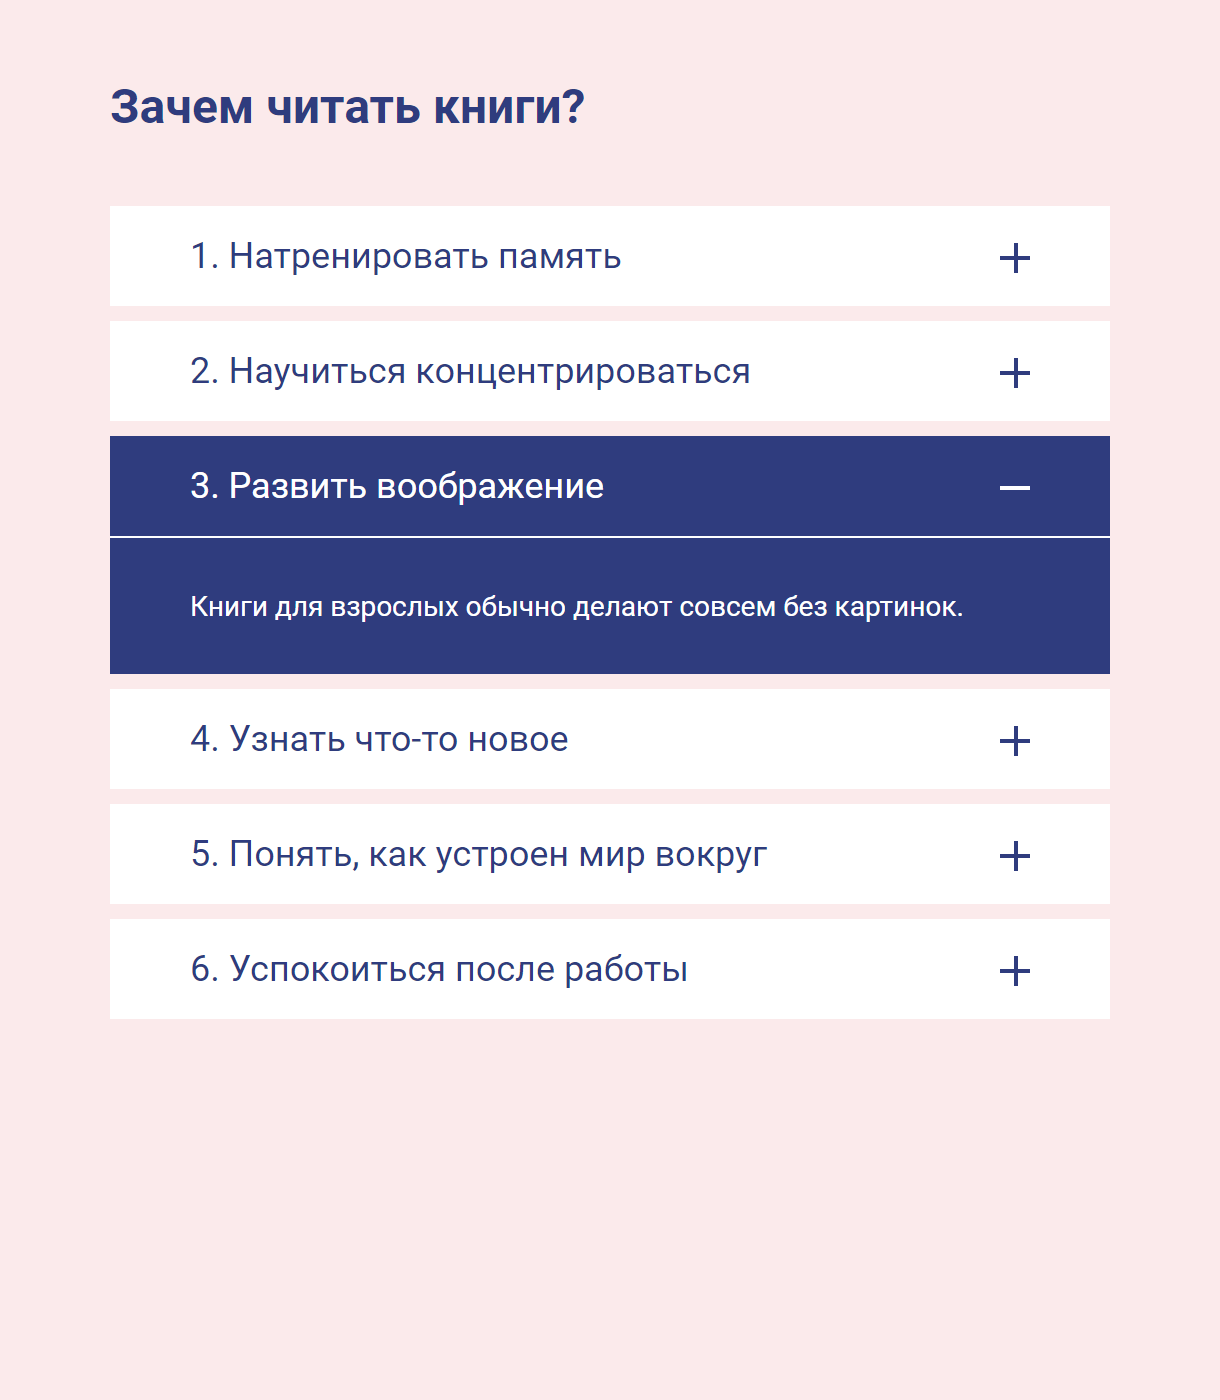 Зачем читать книги?
1. Натренировать память
2. Научиться концентрироваться
3. Развить воображение
Книги для взрослых обычно делают совсем без картинок.
4. Узнать что-то новое
5. Понять, как устроен мир вокруг
6. Успокоиться после работы